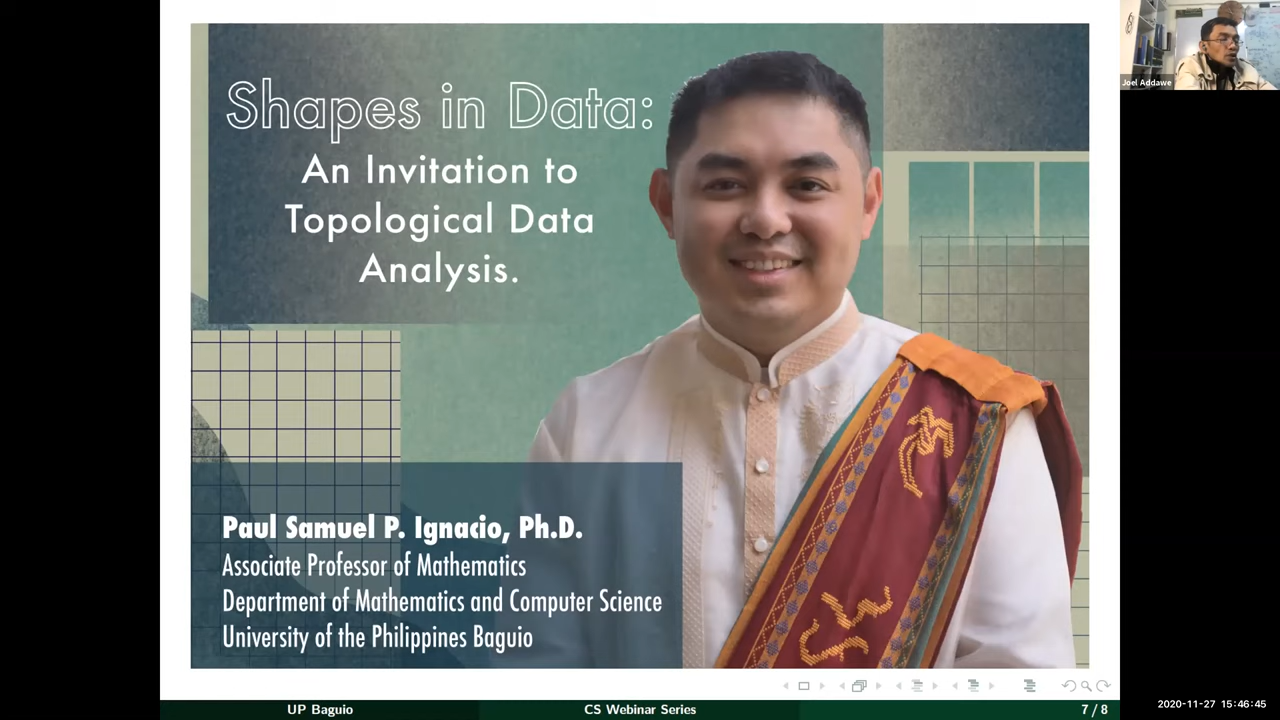 Shapes in Data:
An Invitation to
Topological Data
Analysis.
Paul Samuel P. Ignacio, Ph.D.
Associate Professor of Mathematics
Department of Mathematics and Computer Science
University of the Philippines Baguio
UP Baguio
CS Webinar Series
7 / 8
Joel Addawe
2020-11-27 15:46:45